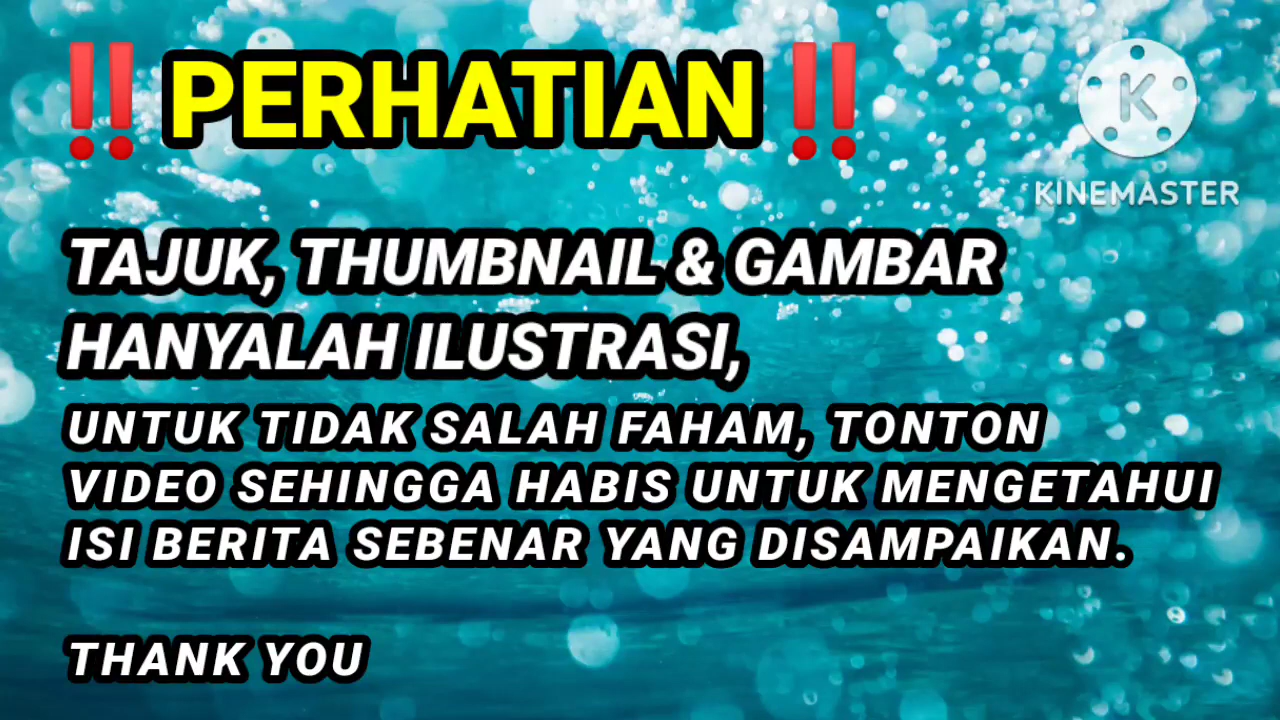 ‼PERHATIAN‼
KINEMASTER
TAJUK, THUMBNAIL & GAMBAR
HANYALAH ILUSTRASI,
UNTUK TIDAK SALAH FAHAM, TONTON
VIDEO SEHINGGA HABIS UNTUK MENGETAHUI
ISI BERITA SEBENAR YANG DISAMPAIKAN.
THANK YOU